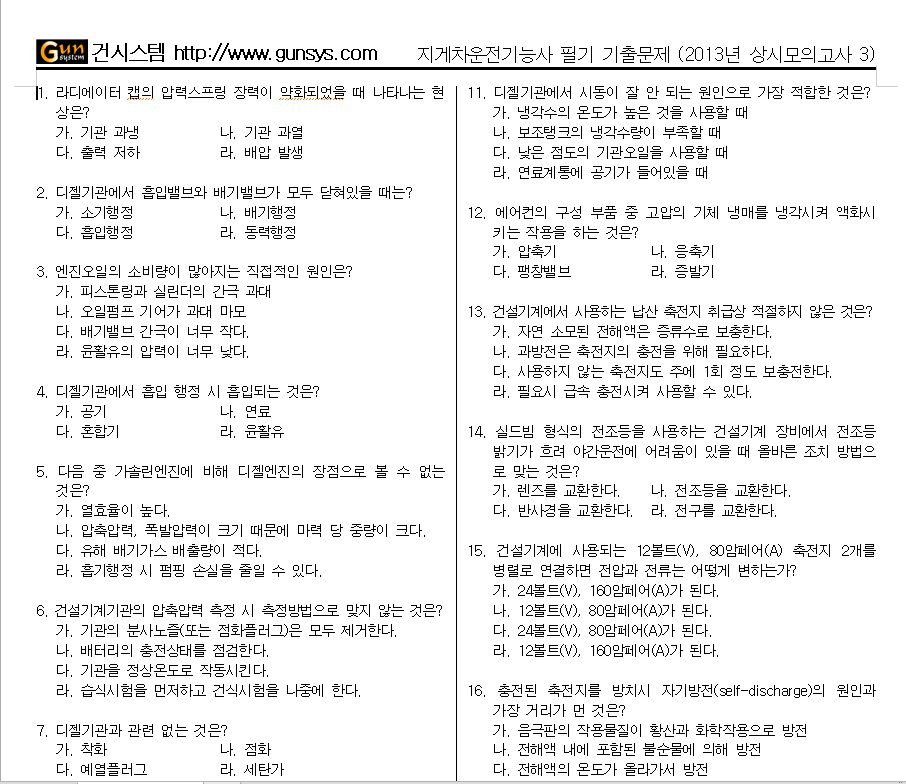 Gun system 건시스템 http://www.gunsys.com 지게차운전기능사 필기 기출문제 (2013년 상시모의고사 3)
1. 라디에이터 캡의 압력스프링 장력이 약화되었을 때 나타나는 현
상은?
가. 기관 과냉 나. 기관 과열
다. 출력 저하 라. 배압 발생
2. 디젤기관에서 흡입밸브와 배기밸브가 모두 닫혀있을 때는?
가. 소기행정 나. 배기행정
다. 흡입행정 라. 동력행정
3. 엔진오일의 소비량이 많아지는 직접적인 원인은?
가. 피스톤링과 실린더의 간극 과대
나. 오일펌프 기어가 과대 마모
다. 배기밸브 간극이 너무 작다.
라. 윤활유의 압력이 너무 낮다.
4. 디젤기관에서 흡입 행정 시 흡입되는 것은?
가. 공기 나. 연료
다. 혼합기 라. 윤활유
5. 다음 중 가솔린엔진에 비해 디젤엔진의 장점으로 볼 수 없는
것은?
가. 열효율이 높다.
나. 압축압력, 폭발압력이 크기 때문에 마력 당 중량이 크다.
다. 유해 배기가스 배출량이 적다.
라. 흡기행정 시 펌핑 손실을 줄일 수 있다.
6. 건설기계기관의 압축압력 측정 시 측정방법으로 맞지 않는 것은?
가. 기관의 분사노즐(또는 점화플러그)은 모두 제거한다.
나. 배터리의 충전상태를 점검한다.
다. 기관을 정상온도로 작동시킨다.
라. 습식시험을 먼저하고 건식시험을 나중에 한다.
7. 디젤기관과 관련 없는 것은?
가. 착화 나. 점화
다. 예열플러그 라. 세탄가
11. 디젤기관에서 시동이 잘 안 되는 원인으로 가장 적합한 것은?
가. 냉각수의 온도가 높은 것을 사용할 때
나. 보조탱크의 냉각수량이 부족할 때
다. 낮은 점도의 기관오일을 사용할 때
라. 연료계통에 공기가 들어있을 때
12. 에어컨의 구성 부품 중 고압의 기체 냉매를 냉각시켜 액화시
키는 작용을 하는 것은?
가. 압축기 나. 응축기
다. 팽창밸브 라. 증발기
13. 건설기계에서 사용하는 납산 축전지 취급상 적절하지 않은 것은?
가. 자연 소모된 전해액은 증류수로 보충한다.
나. 과방전은 축전지의 충전을 위해 필요하다.
다. 사용하지 않는 축전지도 주에 1회 정도 보충전한다.
라. 필요시 급속 충전시켜 사용할 수 있다.
14. 실드빔 형식의 전조등을 사용하는 건설기계 장비에서 전조등
밝기가 흐려 야간운전에 어려움이 있을 때 올바른 조치 방법으
로 맞는 것은?
가. 렌즈를 교환한다. 나. 전조등을 교환한다.
다. 반사경을 교환한다. 라. 전구를 교환한다.
15. 건설기계에 사용되는 12볼트(V), 80암페어(A) 축전지 2개를
병렬로 연결하면 전압과 전류는 어떻게 변하는가?
가. 24볼트(V), 160암페어(A)가 된다.
나. 12볼트(V), 80암페어(A)가 된다.
다. 24볼트(V), 80암페어(A)가 된다.
라. 12볼트(V), 160암페어(A)가 된다.
16. 충전된 축전지를 방치시 자기방전(self-discharge)의 원인과
가장 거리가 먼 것은?
가. 음극판의 작용물질이 황산과 화학작용으로 방전
나. 전해액 내에 포함된 불순물에 의해 방전
다. 전해액의 온도가 올라가서 방전